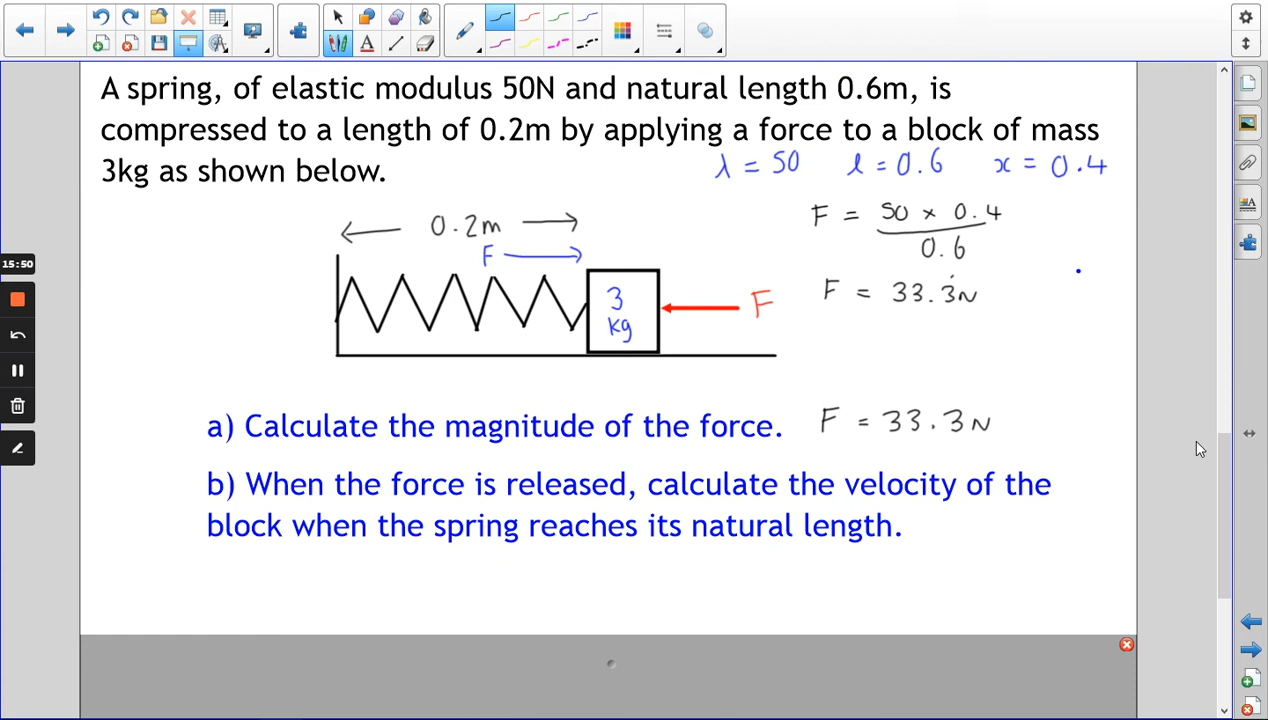 A spring, of elastic modulus 50N and natural length 0.6m, is
compressed to a length of 0.2m by applying a force to a block of mass
3kg as shown below.
λ = 50 l = 0.6 x = 0.4
F = 50 × 0.4
0.6
F = 33.3̇N
0.2m
F
3
kg
F
15:50
a) Calculate the magnitude of the force. F = 33.3N
b) When the force is released, calculate the velocity of the
block when the spring reaches its natural length.